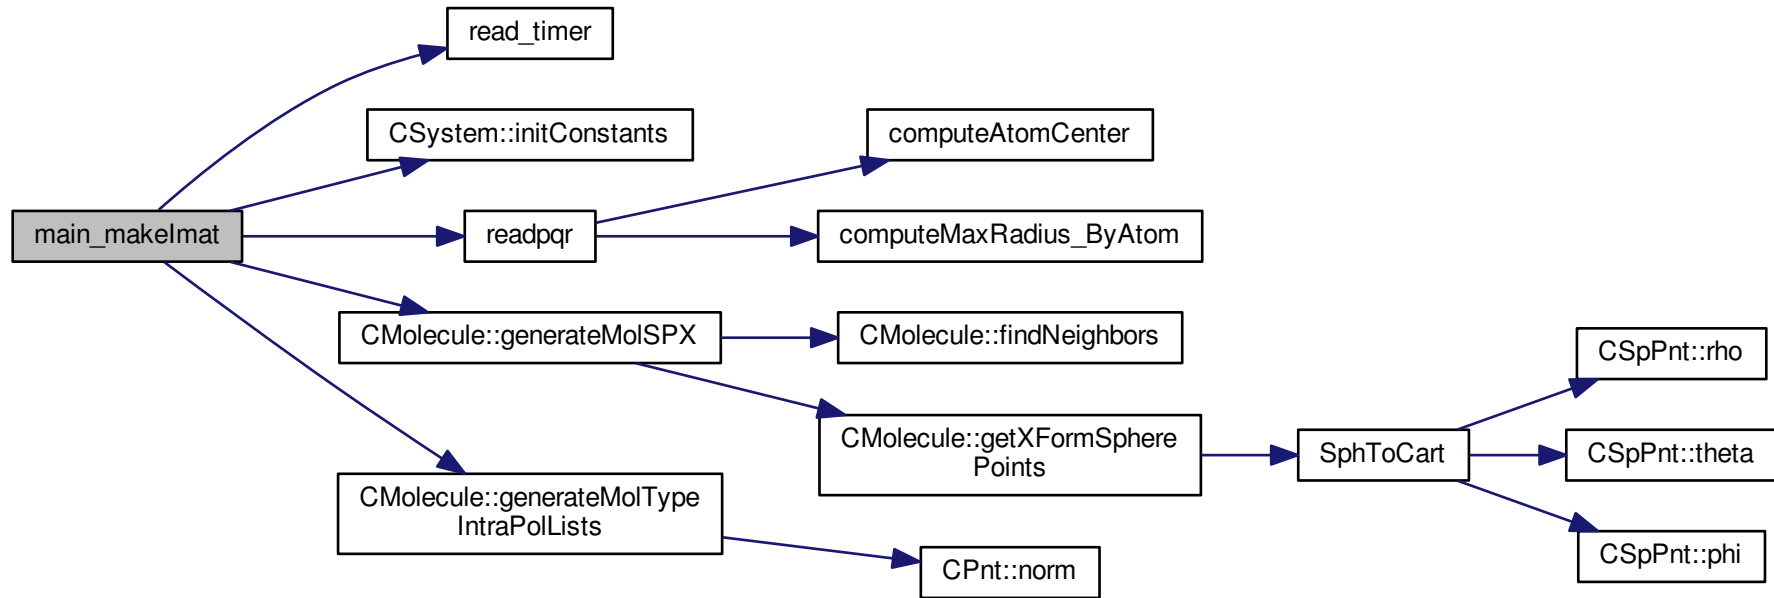 read_timer
CSystem::initConstants
computeAtomCenter
main_makeImat
readpqr
computeMaxRadius_ByAtom
CMolecule::generateMolSPX
CMolecule::findNeighbors
CSpPnt::rho
CMolecule::getXFormSphere
Points
SphToCart
CSpPnt::theta
CMolecule::generateMolType
IntraPolLists
CSpPnt::phi
CPnt::norm